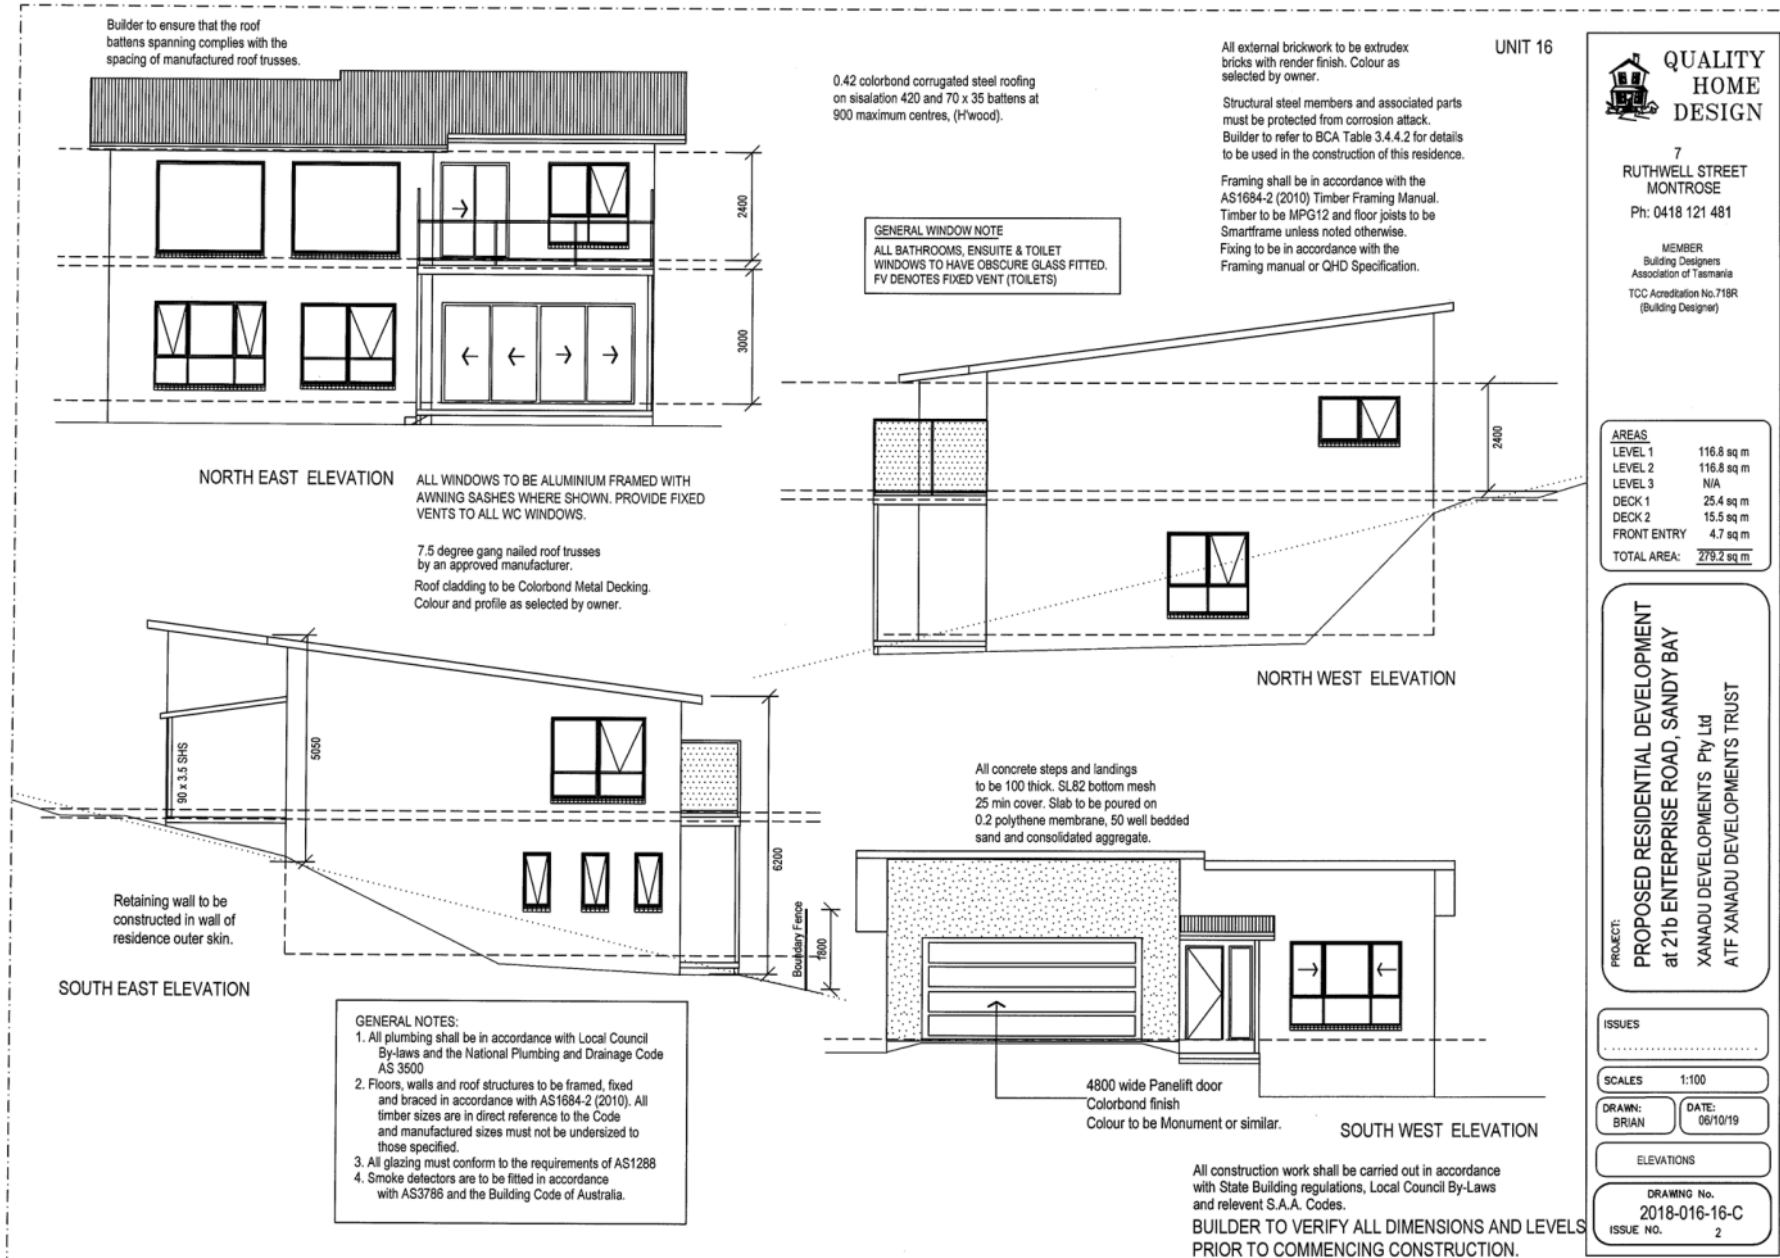 Builder to ensure that the roof
battens spanning complies with the
spacing of manufactured roof trusses.
2400
3000
NORTH EAST ELEVATION
0.42 colorbond corrugated steel roofing
on sisalation 420 and 70 x 35 battens at
900 maximum centres, (H'wood).
GENERAL WINDOW NOTE
ALL BATHROOMS, ENSUITE & TOILET
WINDOWS TO HAVE OBSCURE GLASS FITTED.
FV DENOTES FIXED VENT (TOILETS)
All external brickwork to be extrudex
bricks with render finish. Colour as
selected by owner.
Structural steel members and associated parts
must be protected from corrosion attack.
Builder to refer to BCA Table 3.4.4.2 for details
to be used in the construction of this residence.
Framing shall be in accordance with the
AS1684-2 (2010) Timber Framing Manual.
Timber to be MPG12 and floor joists to be
Smartframe unless noted otherwise.
Fixing to be in accordance with the
Framing manual or QHD Specification.
UNIT 16
ALL WINDOWS TO BE ALUMINIUM FRAMED WITH
AWNING SASHES WHERE SHOWN. PROVIDE FIXED
VENTS TO ALL WC WINDOWS.
7.5 degree gang nailed roof trusses
by an approved manufacturer.
Roof cladding to be Colorbond Metal Decking.
Colour and profile as selected by owner.
2400
NORTH WEST ELEVATION
90 x 3.5 SHS
5050
6200
Boundary Fence
1800
Retaining wall to be
constructed in wall of
residence outer skin.
SOUTH EAST ELEVATION
All concrete steps and landings
to be 100 thick. SL82 bottom mesh
25 min cover. Slab to be poured on
0.2 polythene membrane, 50 well bedded
sand and consolidated aggregate.
4800 wide Panelift door
Colorbond finish
Colour to be Monument or similar.
SOUTH WEST ELEVATION
GENERAL NOTES:
1. All plumbing shall be in accordance with Local Council
By-laws and the National Plumbing and Drainage Code
AS 3500
2. Floors, walls and roof structures to be framed, fixed
and braced in accordance with AS1684-2 (2010). All
timber sizes are in direct reference to the Code
and manufactured sizes must not be undersized to
those specified.
3. All glazing must conform to the requirements of AS1288
4. Smoke detectors are to be fitted in accordance
with AS3786 and the Building Code of Australia.
All construction work shall be carried out in accordance
with State Building regulations, Local Council By-Laws
and relevent S.A.A. Codes.
BUILDER TO VERIFY ALL DIMENSIONS AND LEVELS
PRIOR TO COMMENCING CONSTRUCTION.
QUALITY
HOME
DESIGN
7
RUTHWELL STREET
MONTROSE
Ph: 0418 121 481
MEMBER
Building Designers
Association of Tasmania
TCC Acreditation No.718R
(Building Designer)
AREAS
LEVEL 1 116.8 sq m
LEVEL 2 116.8 sq m
LEVEL 3 N/A
DECK 1 25.4 sq m
DECK 2 15.5 sq m
FRONT ENTRY 4.7 sq m
TOTAL AREA: 279.2 sq m
PROJECT:
PROPOSED RESIDENTIAL DEVELOPMENT
at 21b ENTERPRISE ROAD, SANDY BAY
XANADU DEVELOPMENTS Pty Ltd
ATF XANADU DEVELOPMENTS TRUST
ISSUES
SCALES 1:100
DRAWN:
BRIAN
DATE:
06/10/19
ELEVATIONS
DRAWING No.
2018-016-16-C
ISSUE NO. 2